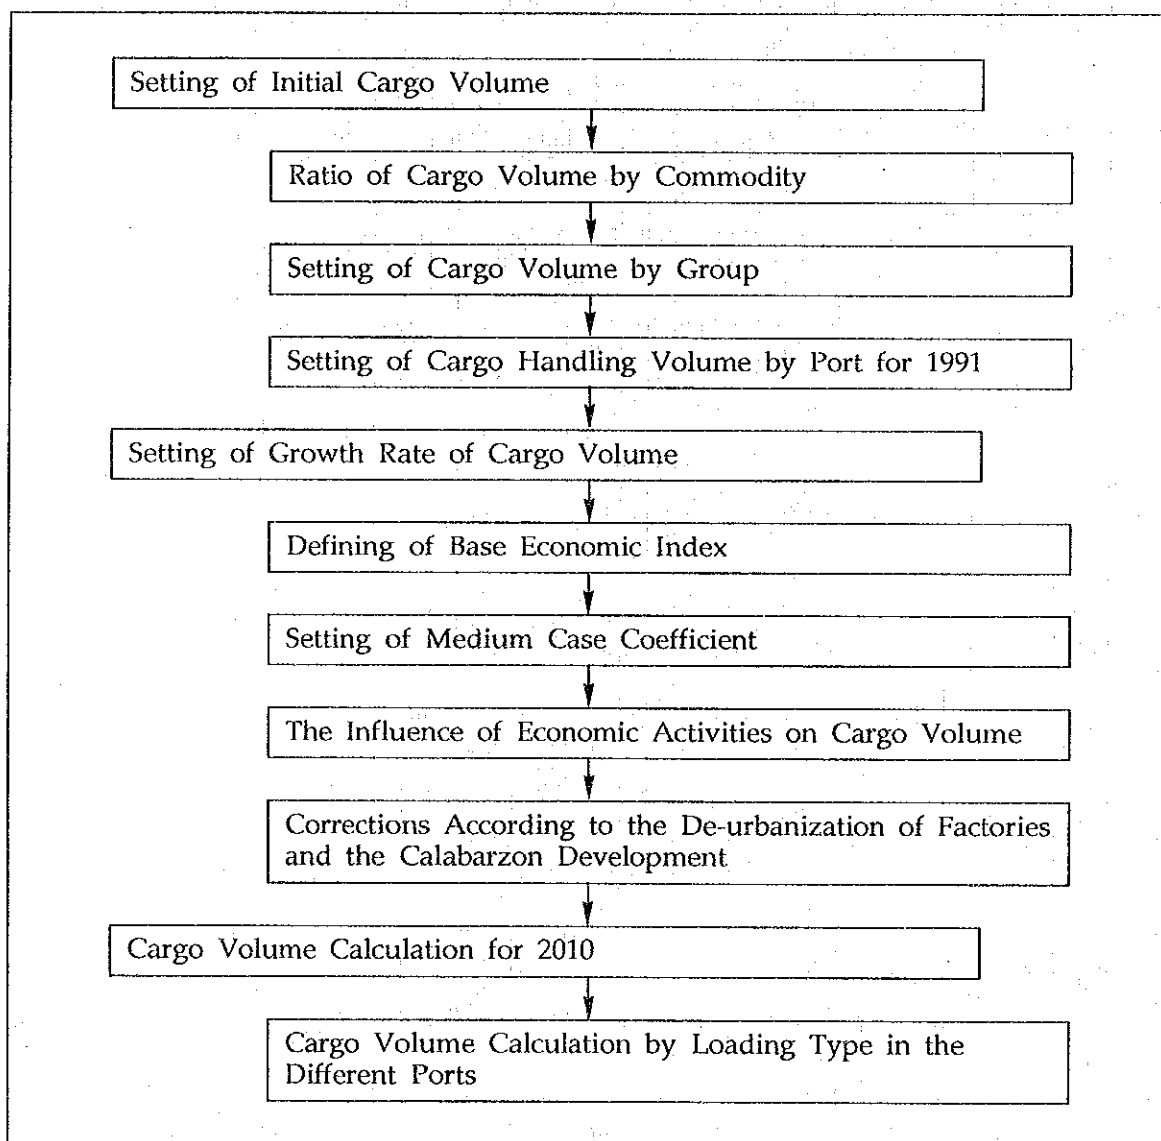 Setting of Initial Cargo Volume
Ratio of Cargo Volume by Commodity
Setting of Cargo Volume by Group
Setting of Cargo Handling Volume by Port for 1991
Setting of Growth Rate of Cargo Volume
Defining of Base Economic Index
Setting of Medium Case Coefficient
The Influence of Economic Activities on Cargo Volume
Corrections According to the De-urbanization of Factories
and the Calabarzon Development
Cargo Volume Calculation for 2010
Cargo Volume Calculation by Loading Type in the
Different Ports